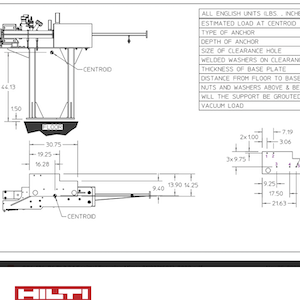 ALL ENGLISH UNITS (LBS., INCHE
ESTIMATED LOAD AT CENTROID
TYPE OF ANCHOR
DEPTH OF ANCHOR
SIZE OF CLEARANCE HOLE
WELDED WASHERS ON CLEARAN
THICKNESS OF BASE PLATE
DISTANCE FROM FLOOR TO BASE
NUTS AND WASHERS ABOVE & BE
WILL THE SUPPORT BE GROUTED
VACUUM LOAD
CENTROID
44.13
1.50
FLOOR
30.75
19.25
16.28
9.40
13.90
14.25
CENTROID
7.19
2×1.00
3.06
3×9.75
9.25
17.50
21.63
HILTI